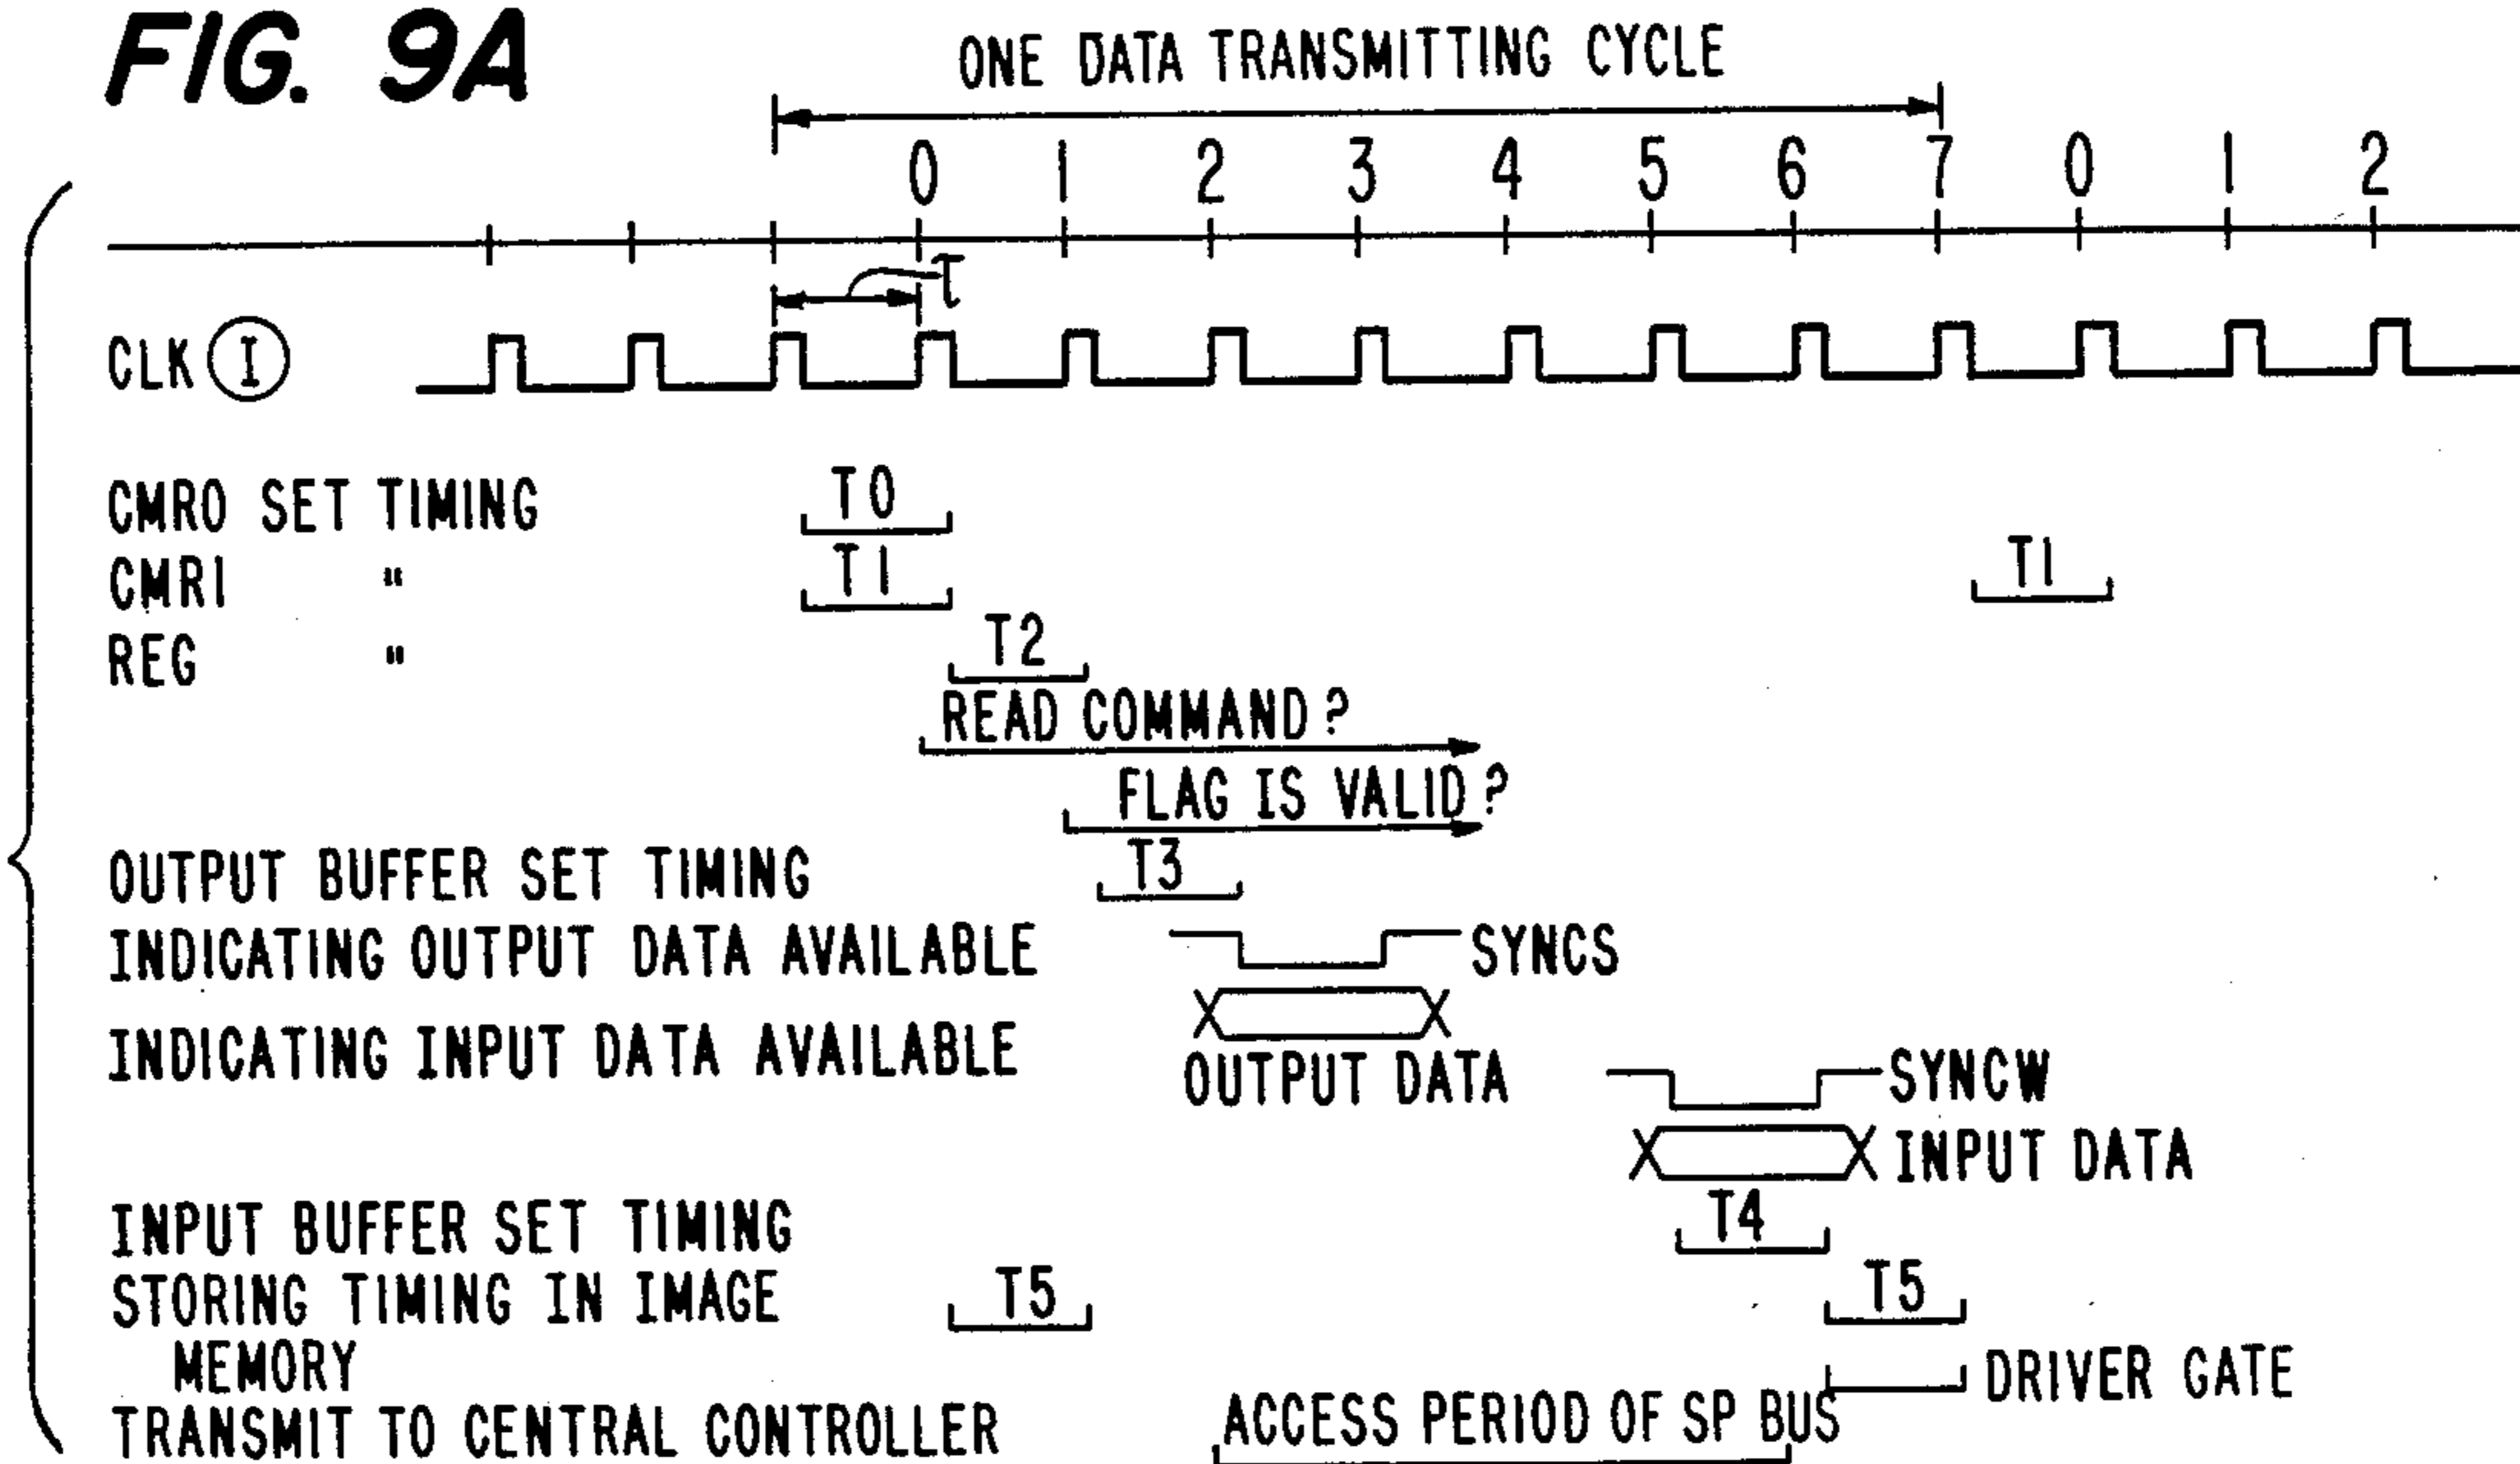 FIG. 9A
ONE DATA TRANSMITTING CYCLE
0 1 2 3 4 5 6 7 0 1 2
τ
CLK I
CMR0 SET TIMING T0
CMR1 " T1 T1
REG " T2
READ COMMAND ?
FLAG IS VALID ?
OUTPUT BUFFER SET TIMING T3
INDICATING OUTPUT DATA AVAILABLE SYNCS
INDICATING INPUT DATA AVAILABLE OUTPUT DATA SYNCW
INPUT DATA
INPUT BUFFER SET TIMING T4
STORING TIMING IN IMAGE T5 T5
MEMORY DRIVER GATE
TRANSMIT TO CENTRAL CONTROLLER ACCESS PERIOD OF SP BUS